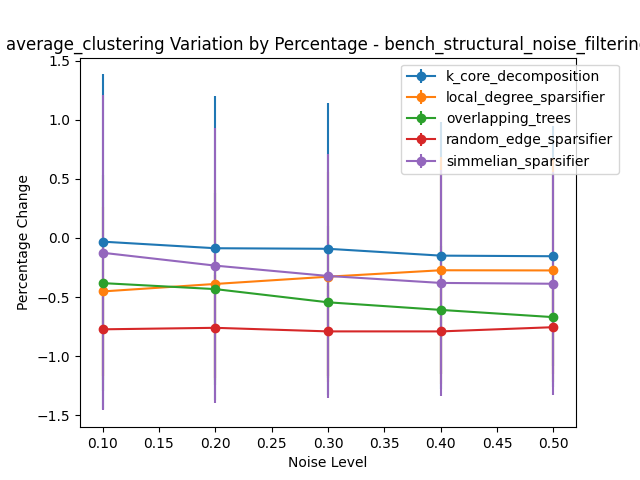 average_clustering Variation by Percentage - bench_structural_noise_filtering
k_core_decomposition
local_degree_sparsifier
overlapping_trees
random_edge_sparsifier
simmelian_sparsifier
Percentage Change
1.5
1.0
0.5
0.0
−0.5
−1.0
−1.5
0.10 0.15 0.20 0.25 0.30 0.35 0.40 0.45 0.50
Noise Level